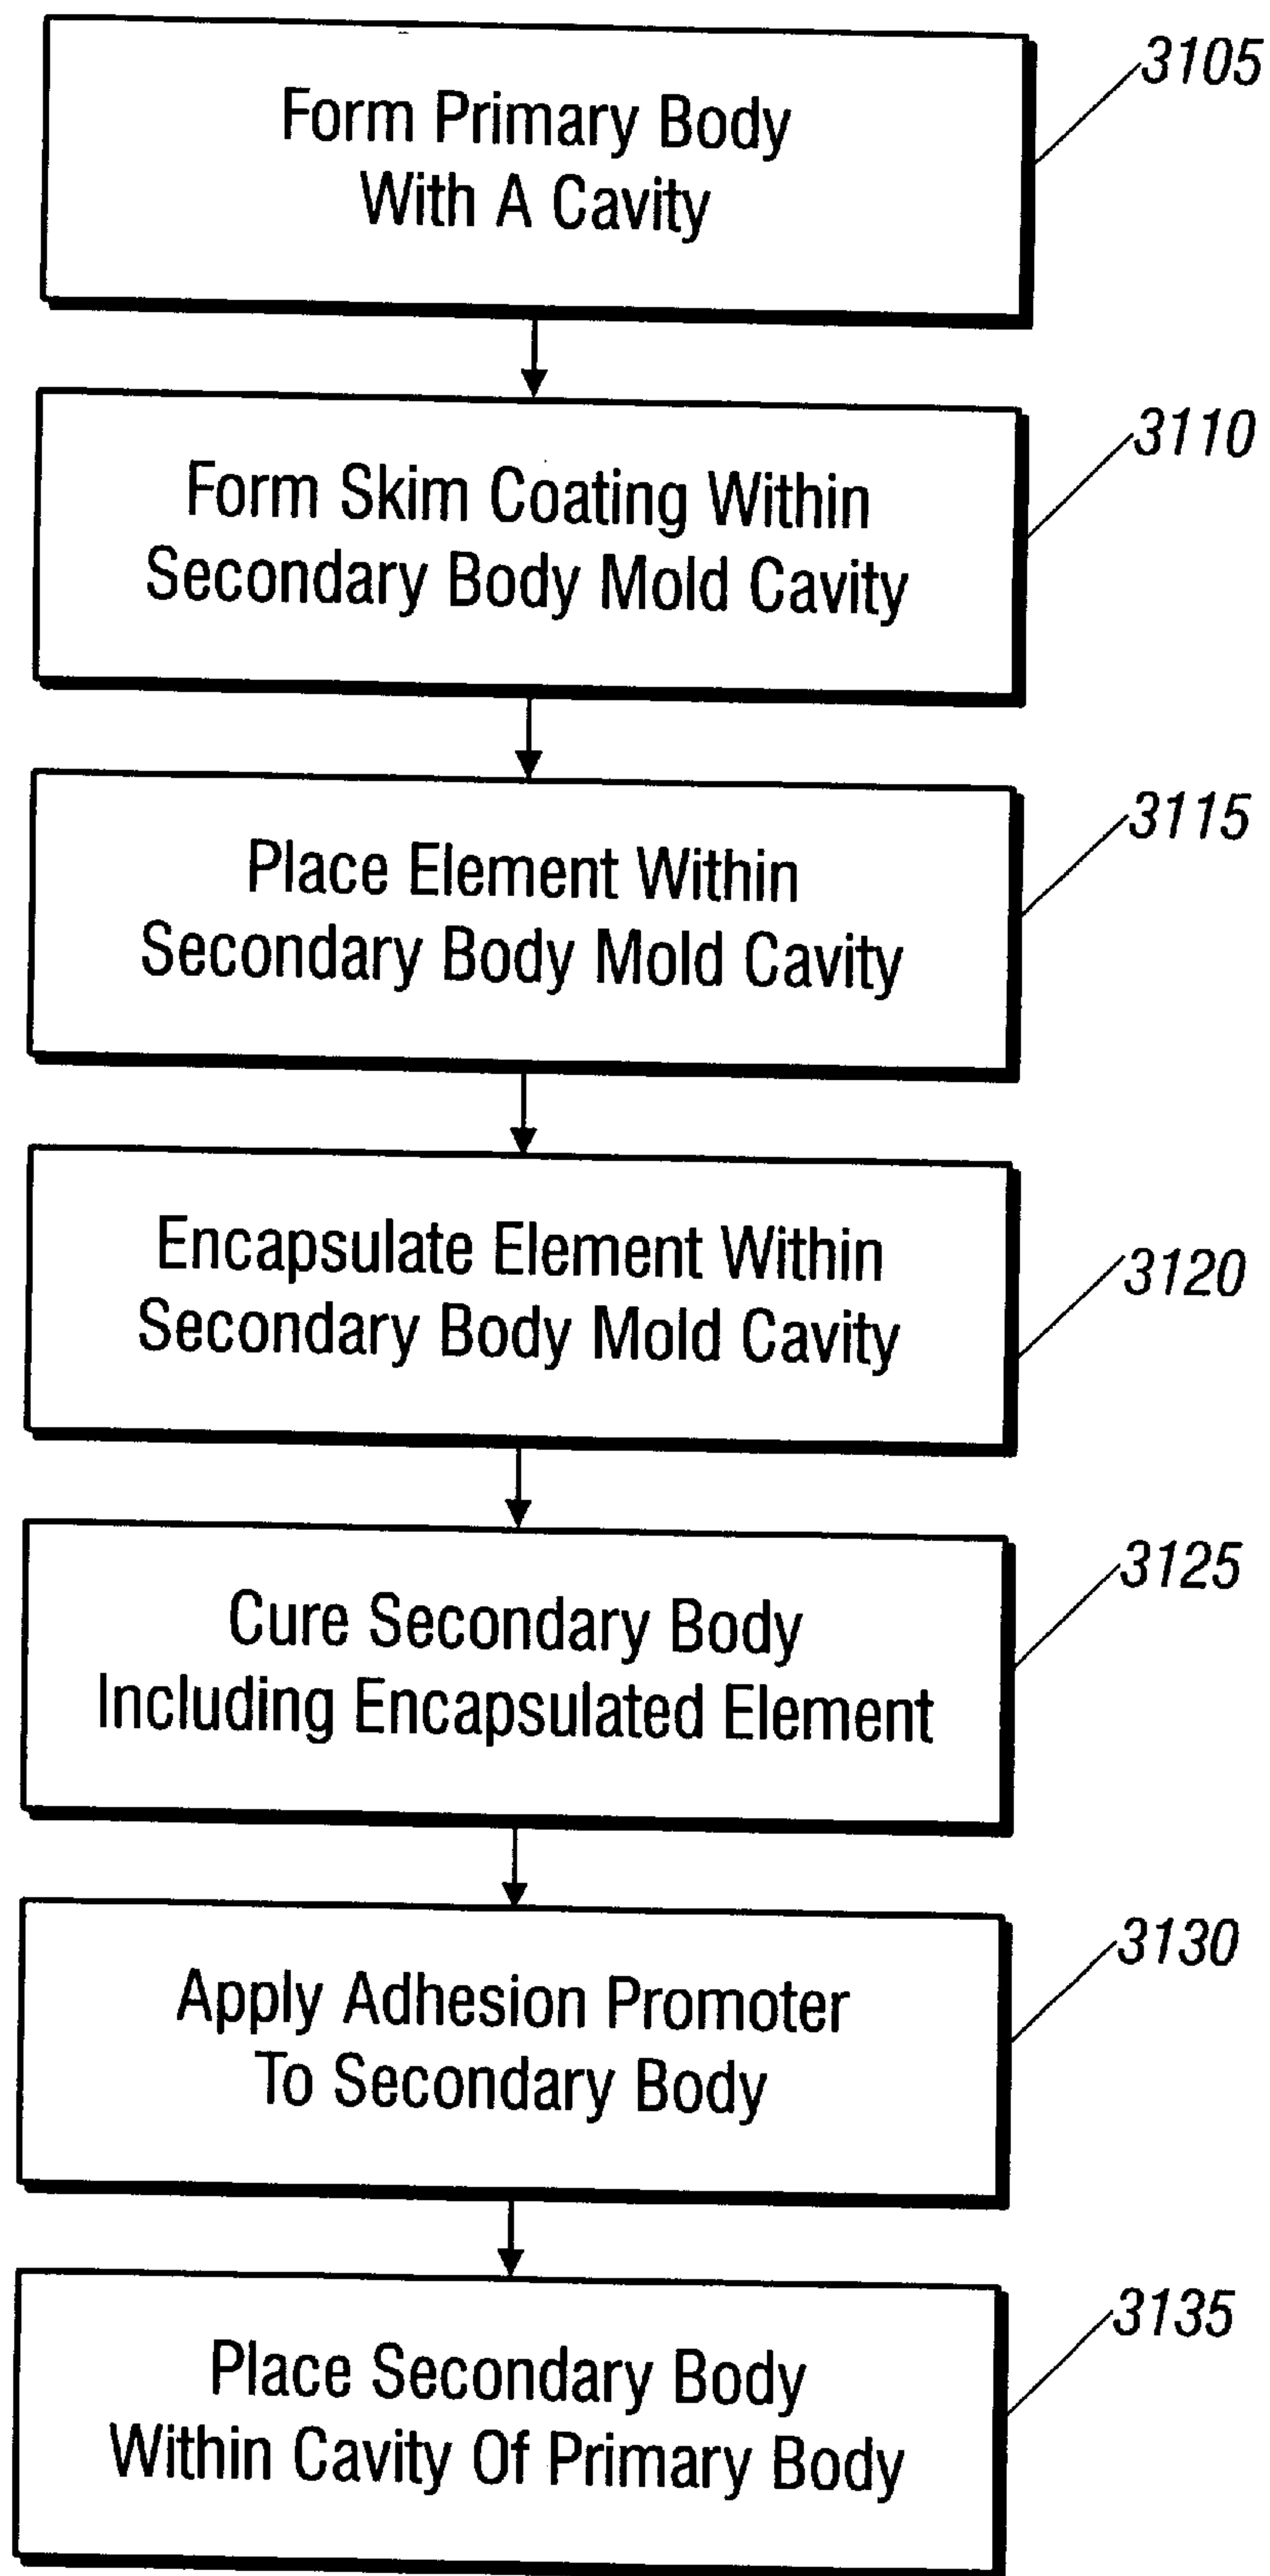 Form Primary Body
With A Cavity
3105
Form Skim Coating Within
Secondary Body Mold Cavity
3110
Place Element Within
Secondary Body Mold Cavity
3115
Encapsulate Element Within
Secondary Body Mold Cavity
3120
Cure Secondary Body
Including Encapsulated Element
3125
Apply Adhesion Promoter
To Secondary Body
3130
Place Secondary Body
Within Cavity Of Primary Body
3135